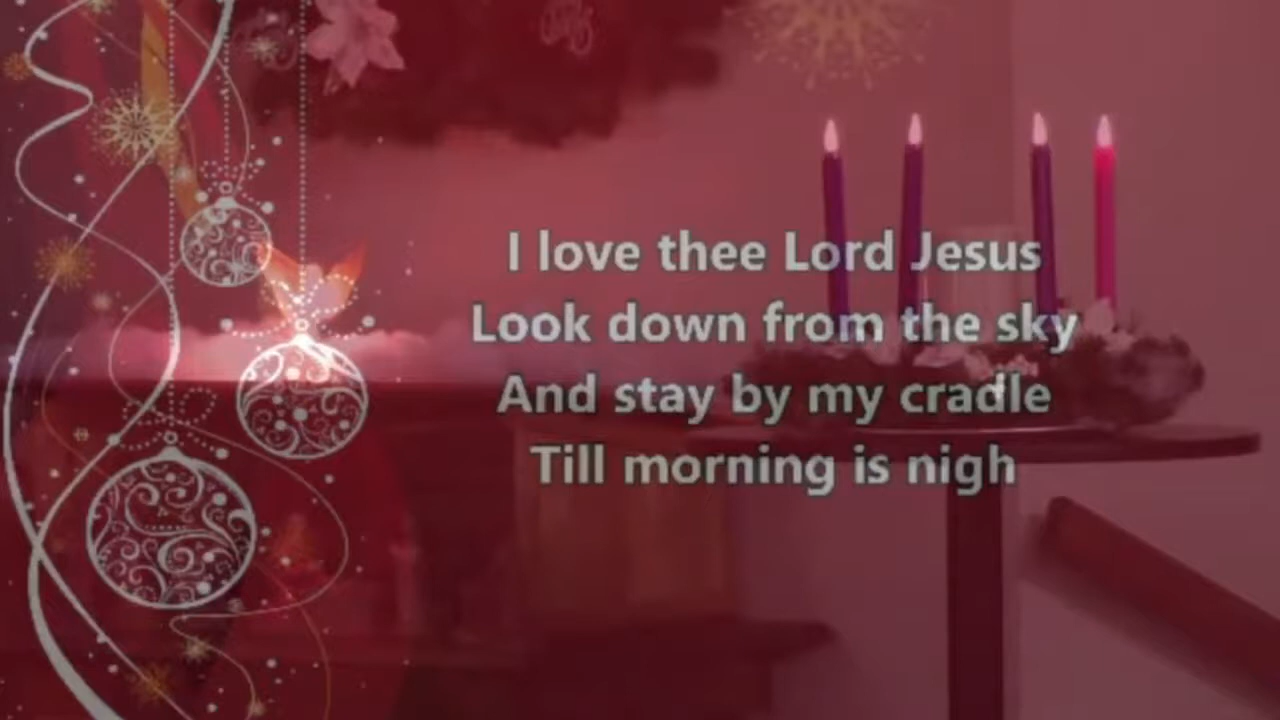 I love thee Lord Jesus
Look down from the sky
And stay by my cradle
Till morning is nigh